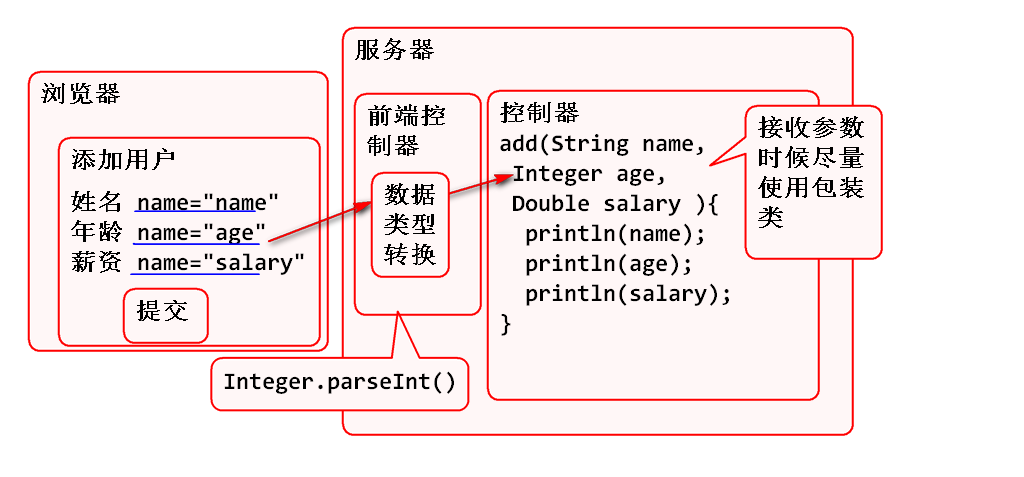 服务器
浏览器
添加用户
姓名 name="name"
年龄 name="age"
薪资 name="salary"
提交
前端控
制器
数据
类型
转换
Integer.parseInt()
控制器
add(String name,
Integer age,
Double salary ){
println(name);
println(age);
println(salary);
}
接收参数
时候尽量
使用包装
类